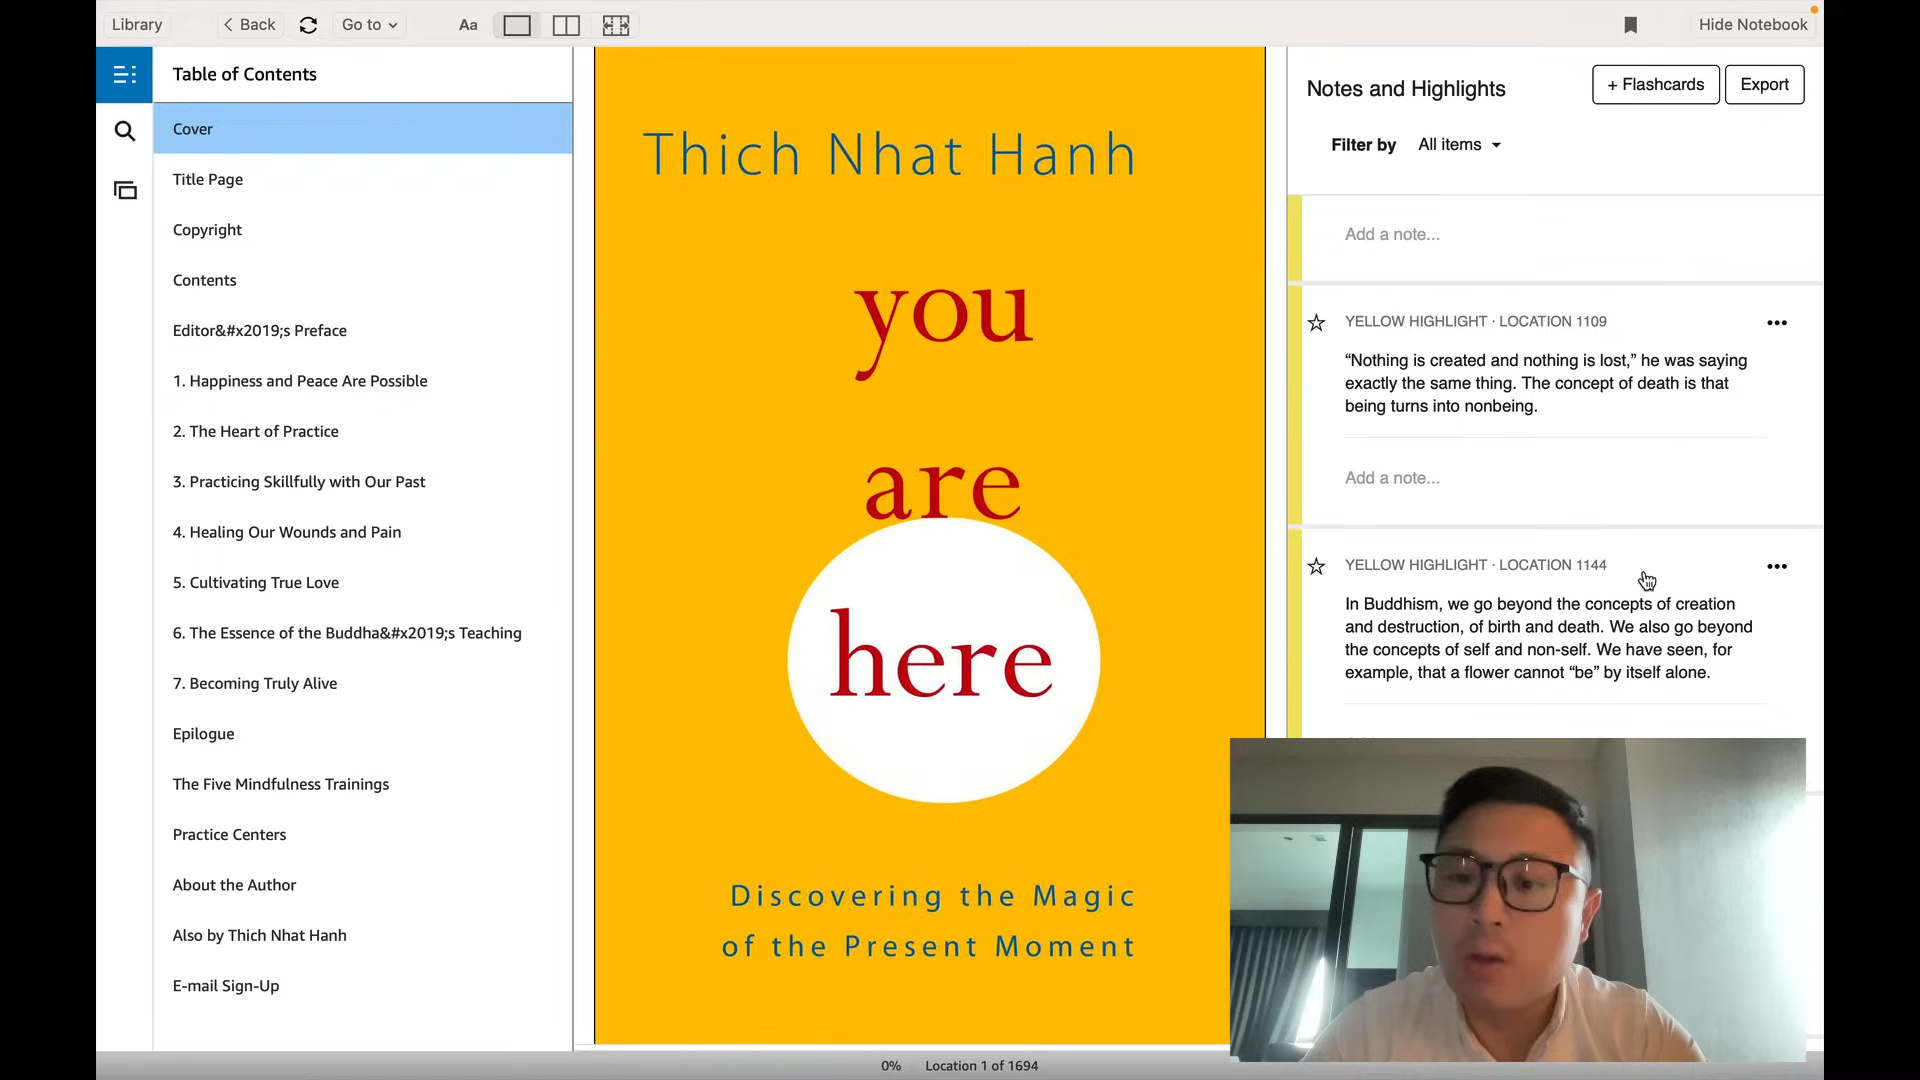 Library
Back
Go to
Aa
Hide Notebook
Table of Contents
Cover
Title Page
Copyright
Contents
Editor&#x2019;s Preface
1. Happiness and Peace Are Possible
2. The Heart of Practice
3. Practicing Skillfully with Our Past
4. Healing Our Wounds and Pain
5. Cultivating True Love
6. The Essence of the Buddha&#x2019;s Teaching
7. Becoming Truly Alive
Epilogue
The Five Mindfulness Trainings
Practice Centers
About the Author
Also by Thich Nhat Hanh
E-mail Sign-Up
Thich Nhat Hanh
you
are
here
Discovering the Magic
of the Present Moment
Notes and Highlights
+ Flashcards
Export
Filter by All items
Add a note...
YELLOW HIGHLIGHT · LOCATION 1109
“Nothing is created and nothing is lost,” he was saying
exactly the same thing. The concept of death is that
being turns into nonbeing.
Add a note...
YELLOW HIGHLIGHT · LOCATION 1144
In Buddhism, we go beyond the concepts of creation
and destruction, of birth and death. We also go beyond
the concepts of self and non-self. We have seen, for
example, that a flower cannot “be” by itself alone.
0% Location 1 of 1694